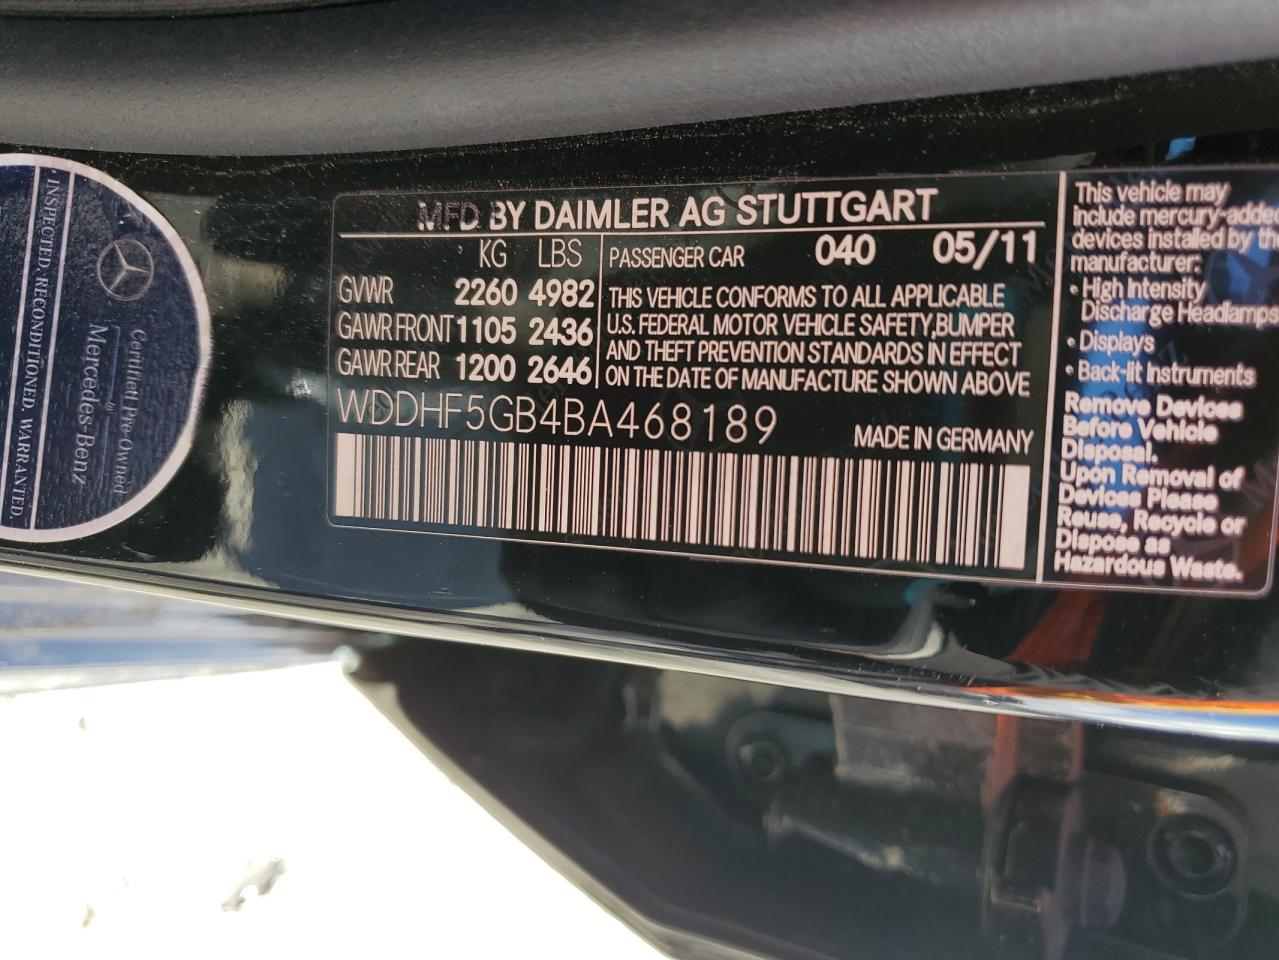 INSPECTED. RECONDITIONED. WARRANTED.
Certified Pre-Owned
by
Mercedes-Benz
MFD. BY DAIMLER AG STUTTGART
KG LBS
GVWR 2260 4982
GAWR FRONT 1105 2436
GAWR REAR 1200 2646
PASSENGER CAR 040 05/11
THIS VEHICLE CONFORMS TO ALL APPLICABLE
U.S. FEDERAL MOTOR VEHICLE SAFETY, BUMPER
AND THEFT PREVENTION STANDARDS IN EFFECT
ON THE DATE OF MANUFACTURE SHOWN ABOVE
WDDHF5GB4BA468189
MADE IN GERMANY
This vehicle may
include mercury-added
devices installed by the
manufacturer:
• High Intensity
Discharge Headlamps
• Displays
• Back-lit Instruments
Remove Devices
Before Vehicle
Disposal.
Upon Removal of
Devices Please
Reuse, Recycle or
Dispose as
Hazardous Waste.